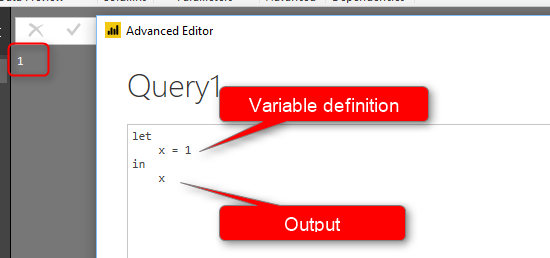 Advanced Editor
1
Query1
Variable definition
let
x = 1
in
x
Output